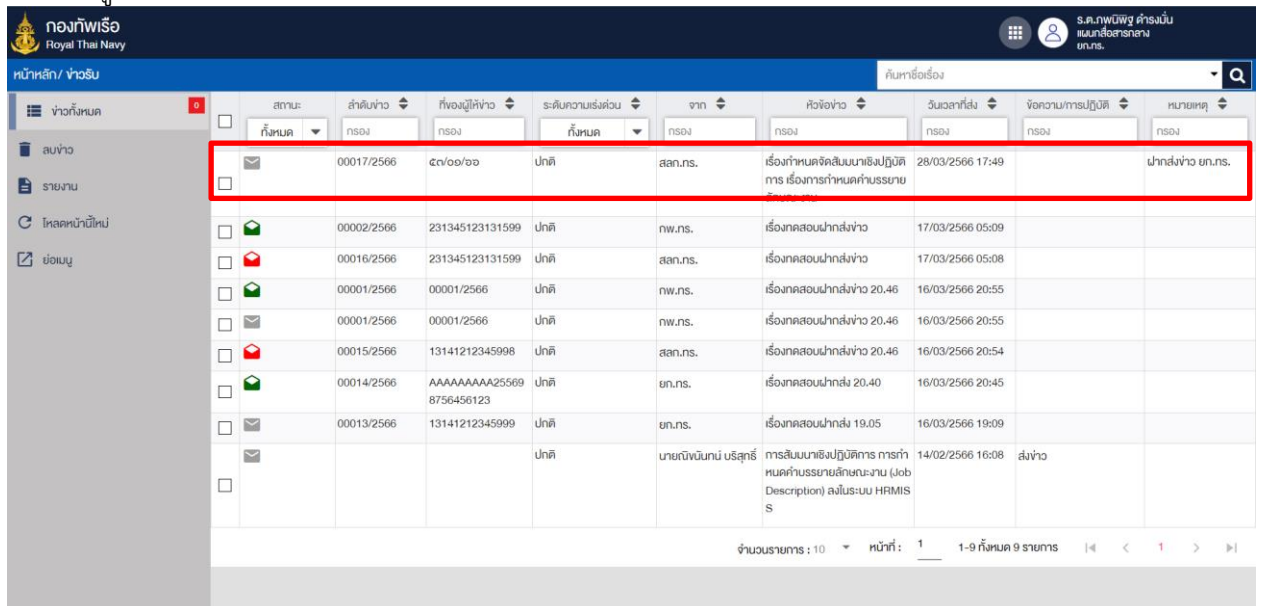 กองทัพเรือ
Royal Thai Navy
ร.ต.ภพนิพิฐ ดำรงมั่น
แผนกสื่อสารกลาง
ยก.ทร.
หน้าหลัก/ ข่าวรับ
ค้นหาชื่อเรื่อง
ข่าวทั้งหมด 0
ลบข่าว
รายงาน
โหลดหน้านี้ใหม่
ย่อเมนู
สถานะ ลำดับข่าว ที่ของผู้ให้ข่าว ระดับความเร่งด่วน จาก หัวข้อข่าว วันเวลาที่ส่ง ข้อความ/การปฏิบัติ หมายเหตุ
ทั้งหมด กรอง กรอง ทั้งหมด กรอง กรอง กรอง กรอง กรอง
00017/2566 ๕๓/๐๑/๖๖ ปกติ สลก.ทร. เรื่องกำหนดจัดสัมมนาเชิงปฏิบัติ 28/03/2566 17:49 ฝากส่งข่าว ยก.ทร.
การ เรื่องการกำหนดคำบรรยาย
00002/2566 231345123131599 ปกติ กพ.ทร. เรื่องทดสอบฝากส่งข่าว 17/03/2566 05:09
00016/2566 231345123131599 ปกติ สลก.ทร. เรื่องทดสอบฝากส่งข่าว 17/03/2566 05:08
00001/2566 00001/2566 ปกติ กพ.ทร. เรื่องทดสอบฝากส่งข่าว 20.46 16/03/2566 20:55
00001/2566 00001/2566 ปกติ กพ.ทร. เรื่องทดสอบฝากส่งข่าว 20.46 16/03/2566 20:55
00015/2566 13141212345998 ปกติ สลก.ทร. เรื่องทดสอบฝากส่งข่าว 20.46 16/03/2566 20:54
00014/2566 AAAAAAAAA25569 ปกติ ยก.ทร. เรื่องทดสอบฝากส่ง 20.40 16/03/2566 20:45
8756456123
00013/2566 13141212345999 ปกติ ยก.ทร. เรื่องทดสอบฝากส่ง 19.05 16/03/2566 19:09
ปกติ นายณิขนันทน์ บริสุทธิ์ การสัมมนาเชิงปฏิบัติการ การกำ 14/02/2566 16:08 ส่งข่าว
หนดคำบรรยายลักษณะงาน (Job
Description) ลงในระบบ HRMIS
S
จำนวนรายการ : 10 หน้าที่ : 1 1-9 ทั้งหมด 9 รายการ 1